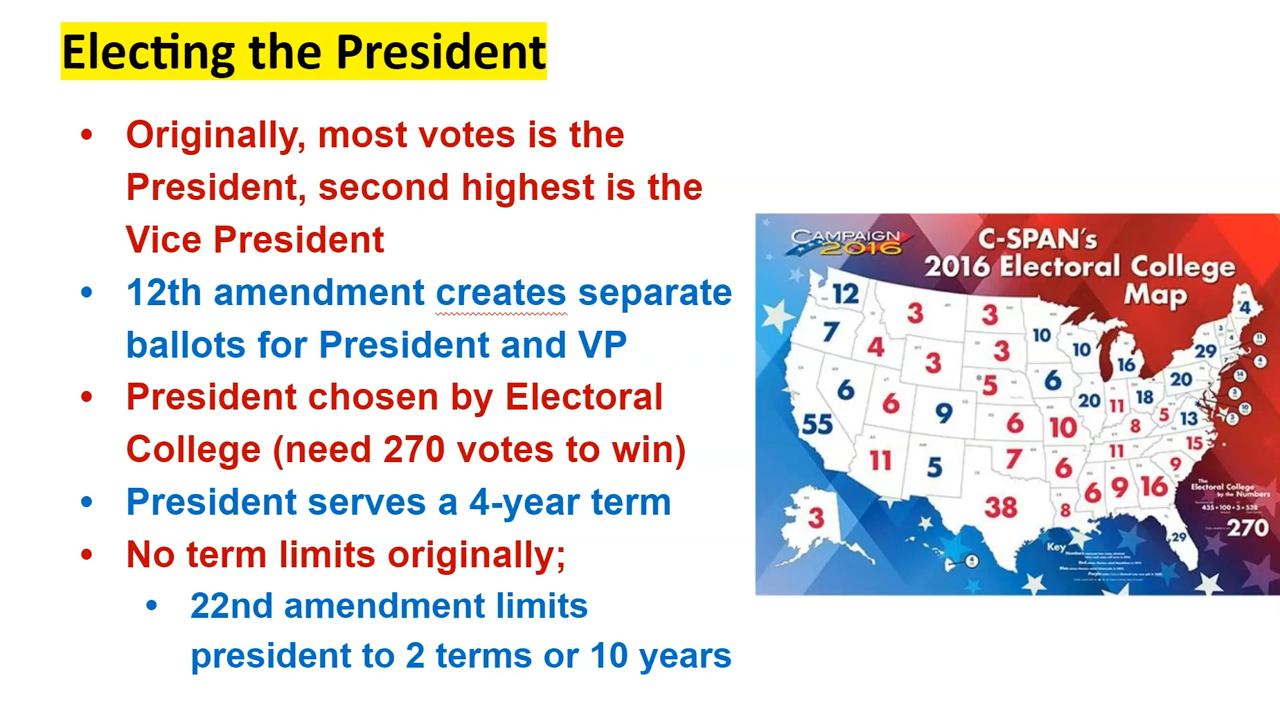 Electing the President
• Originally, most votes is the
President, second highest is the
Vice President
• 12th amendment creates separate
ballots for President and VP
• President chosen by Electoral
College (need 270 votes to win)
• President serves a 4-year term
• No term limits originally;
• 22nd amendment limits
president to 2 terms or 10 years
CAMPAIGN
2016
C-SPAN's
2016 Electoral College
Map
12
3
3
10
4
7
4
3
3
10
16
29
6
5
6
20
6
9
20
11
18
5
13
55
6
10
8
15
11
5
7
6
11
9
3
38
8
6
9
16
29
4
The
Electoral College
by the Numbers
435+100+3=538
270
Key